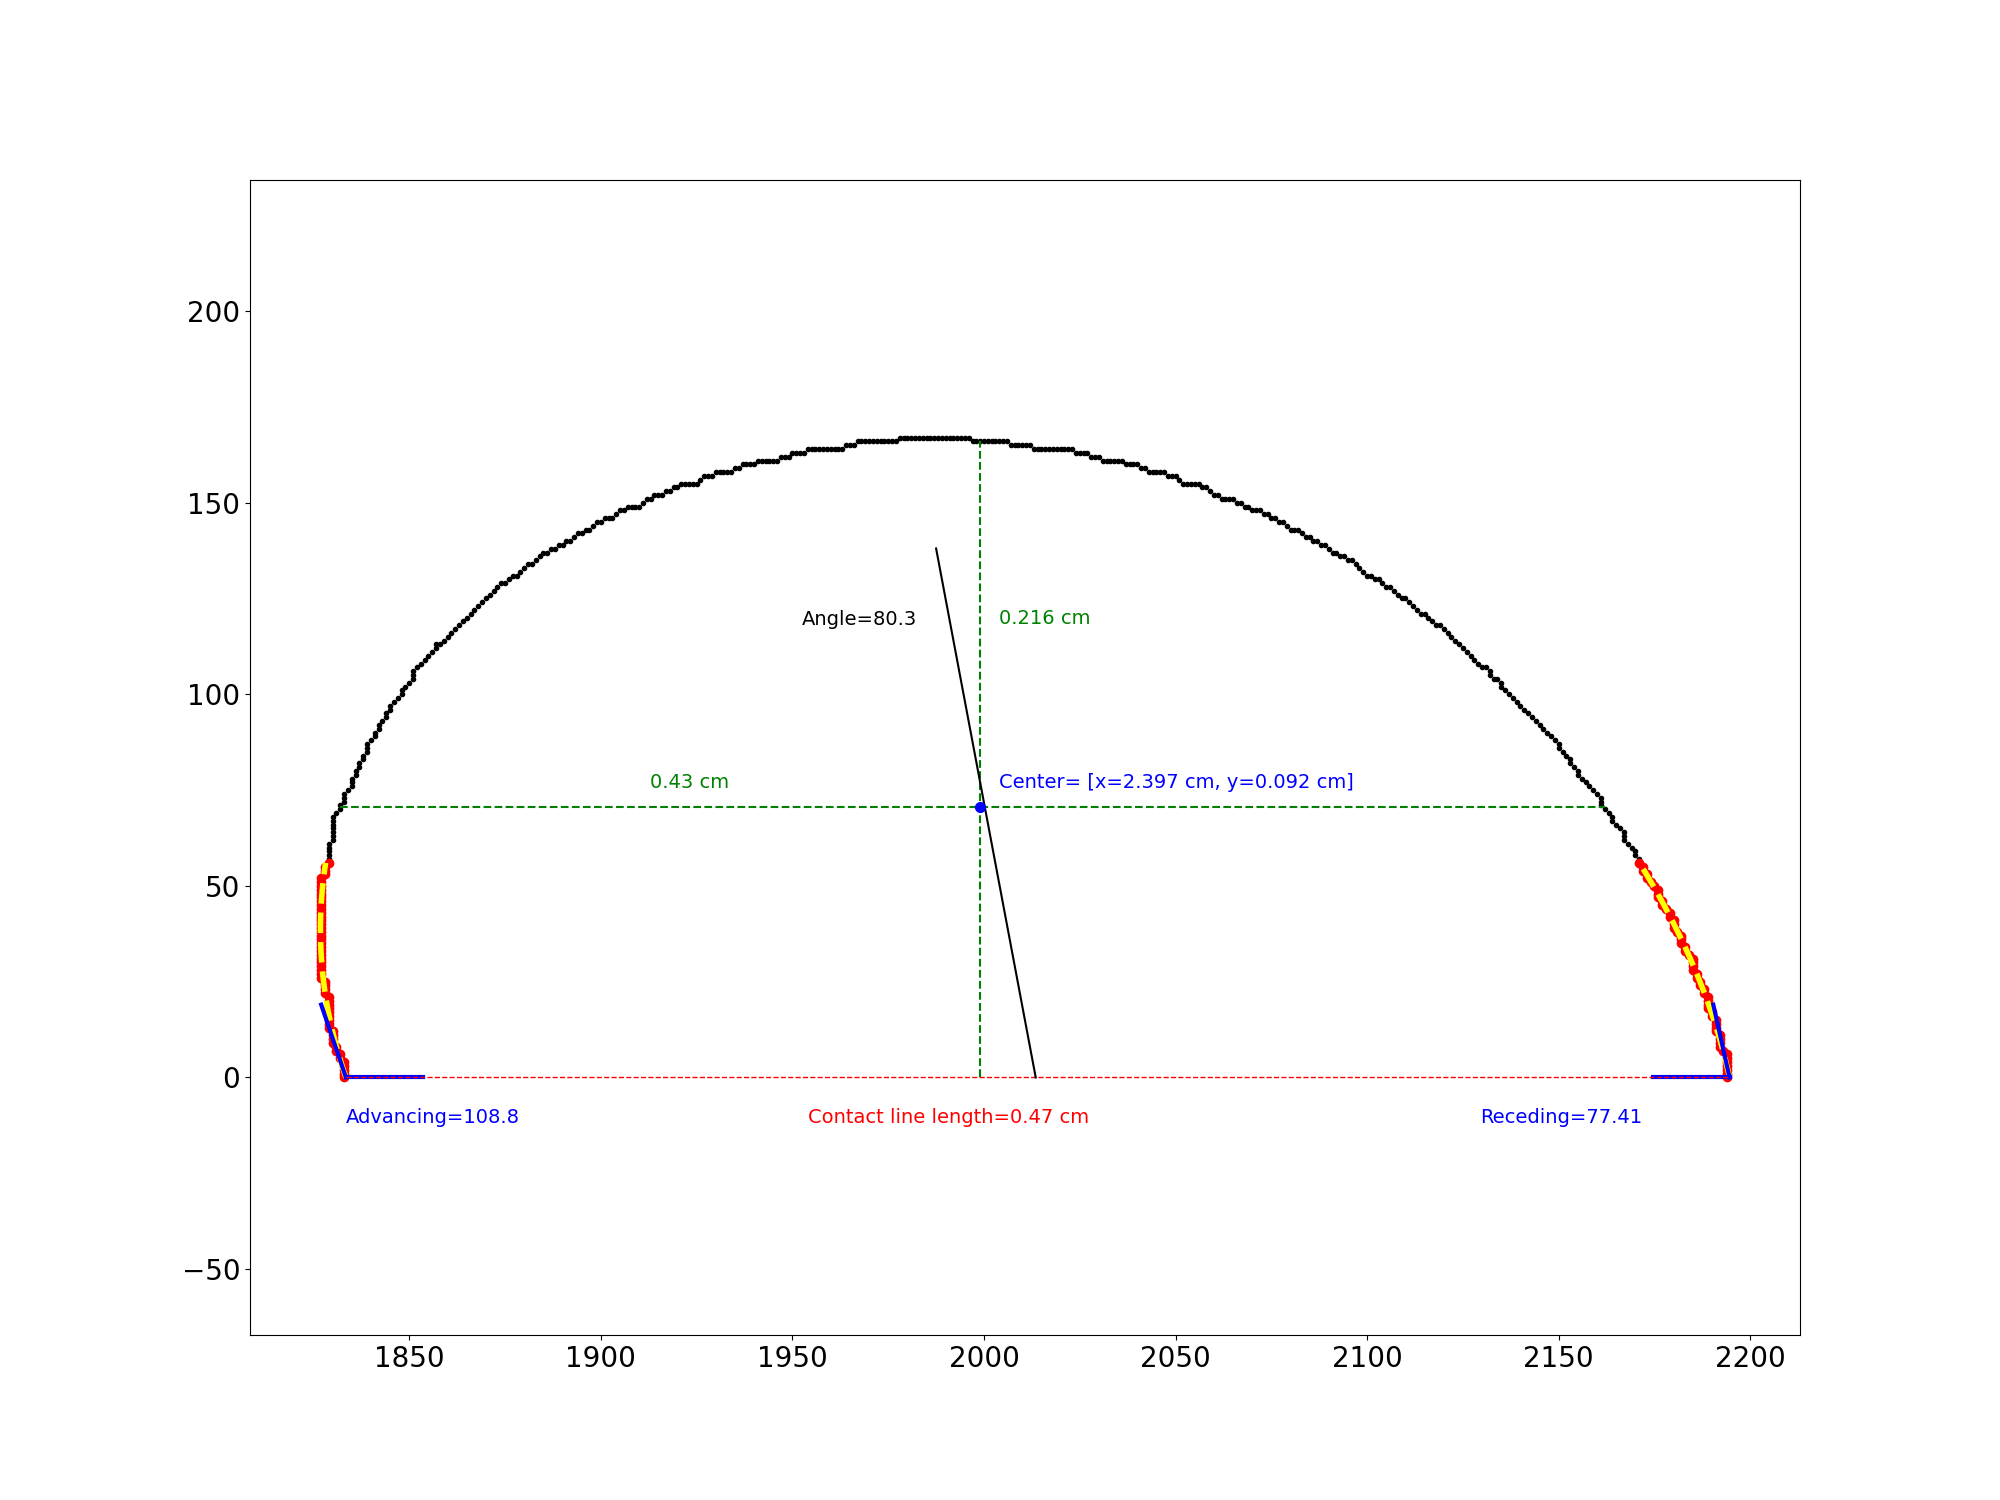 200
150
Angle=80.3
0.216 cm
100
0.43 cm
Center= [x=2.397 cm, y=0.092 cm]
50
0
Advancing=108.8
Contact line length=0.47 cm
Receding=77.41
−50
1850 1900 1950 2000 2050 2100 2150 2200